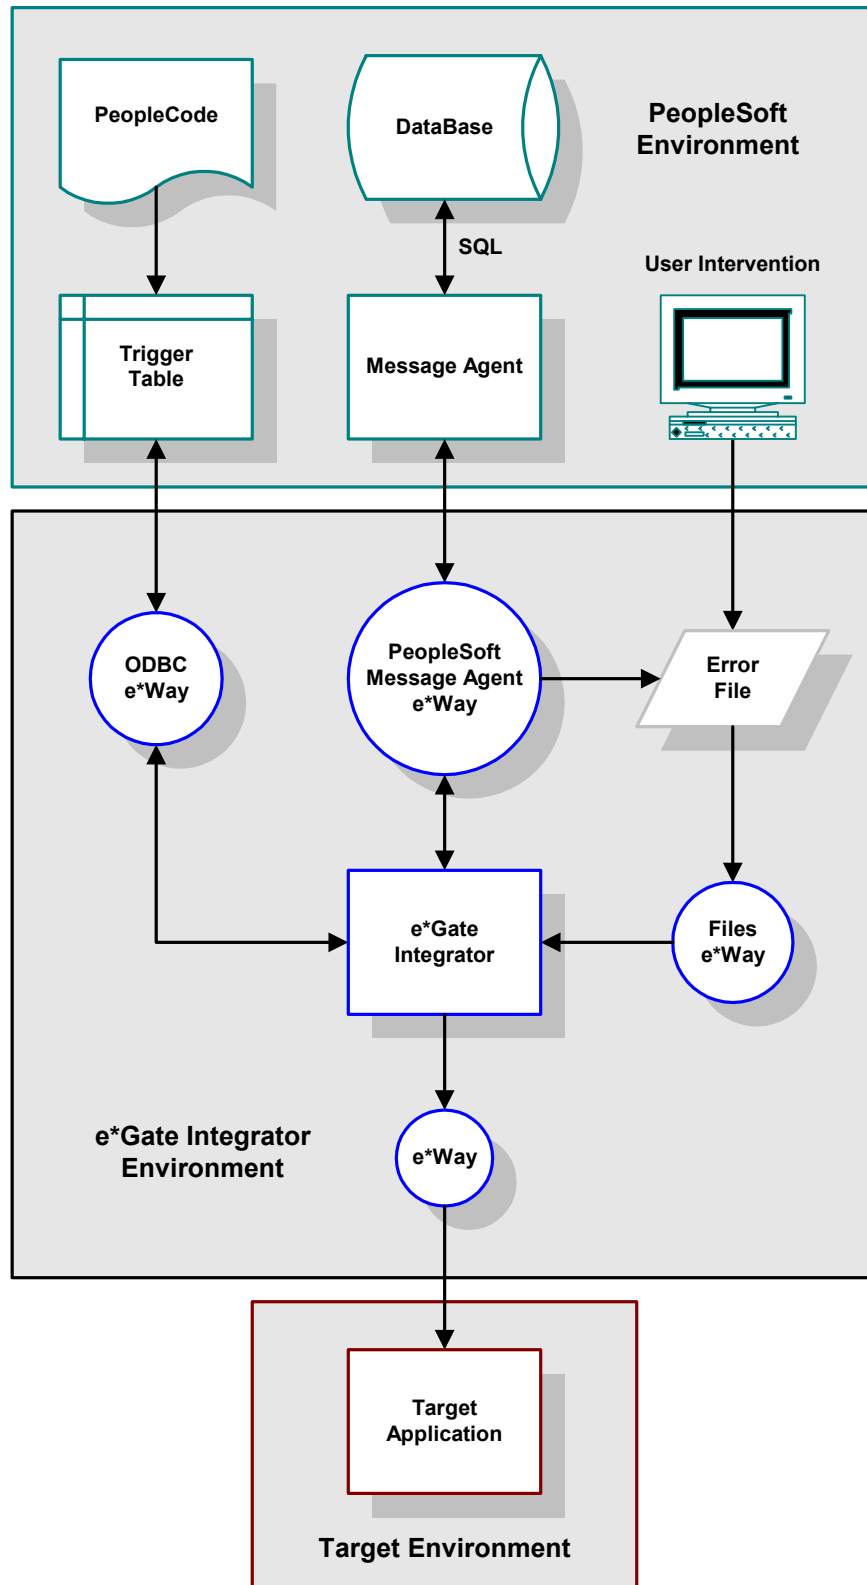 PeopleCode
DataBase
PeopleSoft
Environment
SQL
User Intervention
Trigger
Table
Message Agent
ODBC
e*Way
PeopleSoft
Message Agent
e*Way
Error
File
e*Gate
Integrator
Files
e*Way
e*Gate Integrator
Environment
e*Way
Target
Application
Target Environment